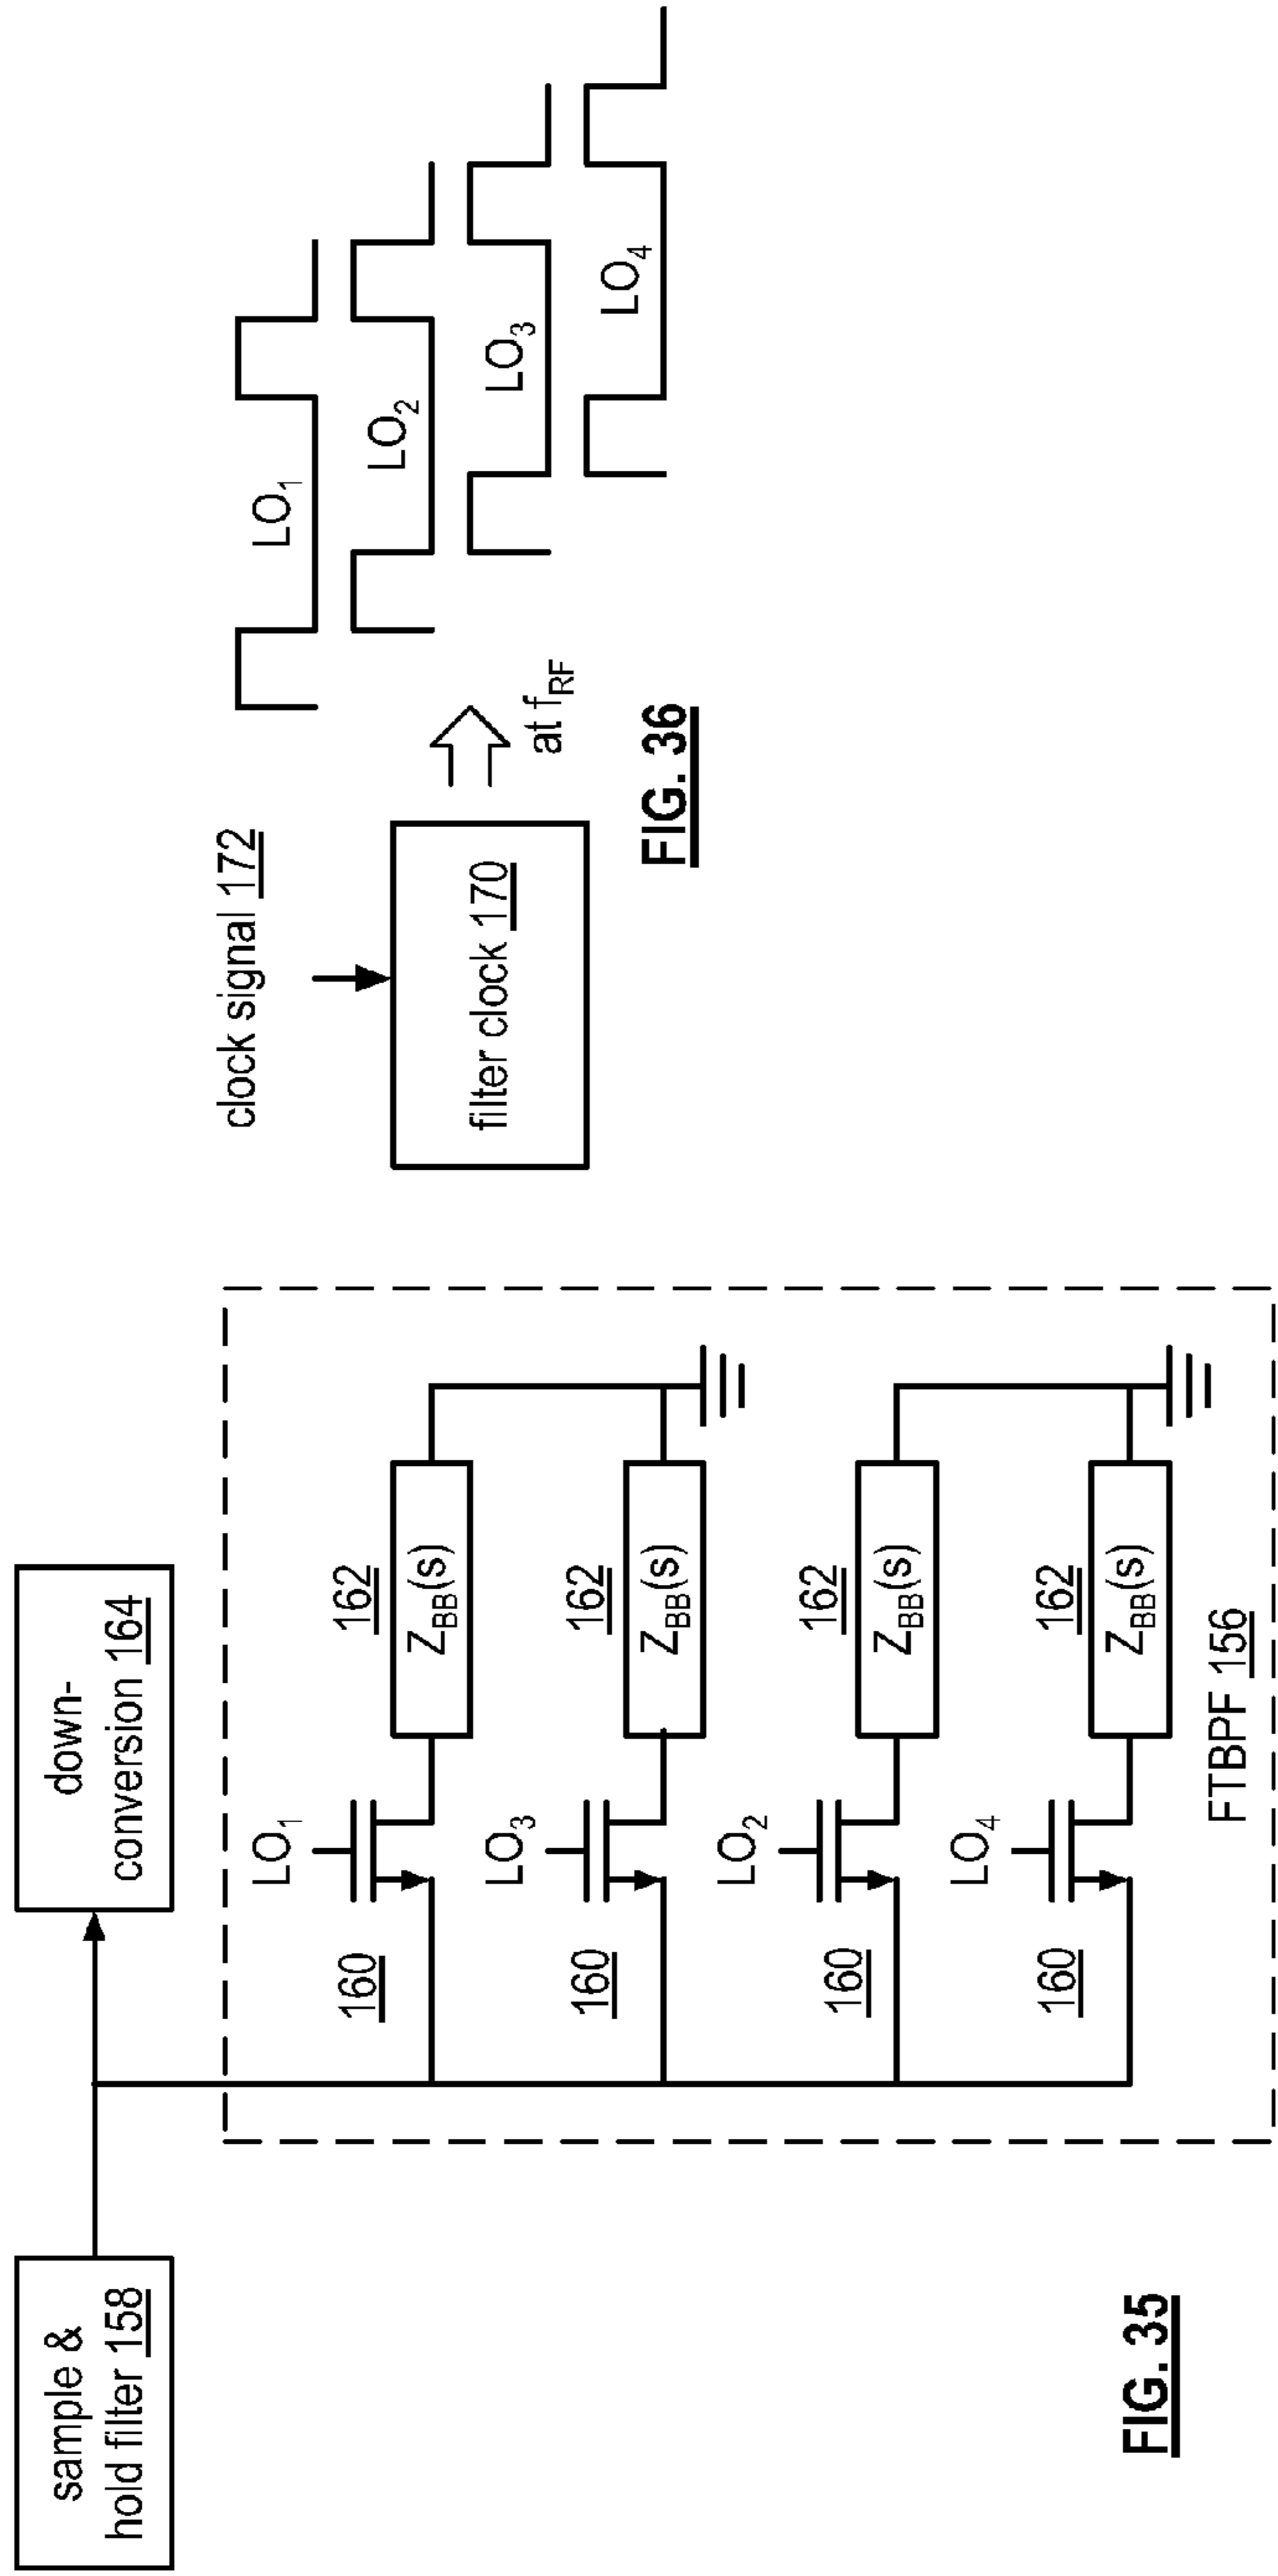 sample &
hold filter 158
down-
conversion 164
LO1
160
162
ZBB(s)
LO3
160
162
ZBB(s)
LO2
160
162
ZBB(s)
LO4
160
162
ZBB(s)
FTBPF 156
FIG. 35
clock signal 172
filter clock 170
at fRF
LO1
LO2
LO3
LO4
FIG. 36